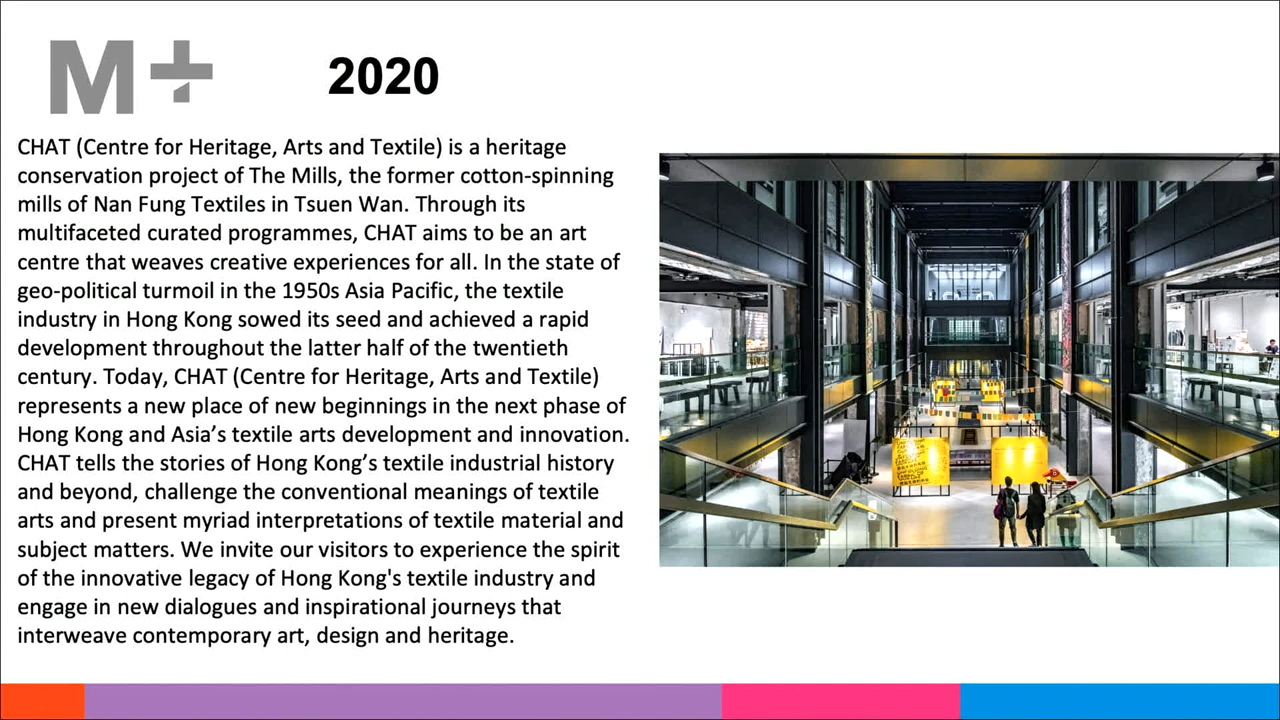 M+
2020
CHAT (Centre for Heritage, Arts and Textile) is a heritage
conservation project of The Mills, the former cotton-spinning
mills of Nan Fung Textiles in Tsuen Wan. Through its
multifaceted curated programmes, CHAT aims to be an art
centre that weaves creative experiences for all. In the state of
geo-political turmoil in the 1950s Asia Pacific, the textile
industry in Hong Kong sowed its seed and achieved a rapid
development throughout the latter half of the twentieth
century. Today, CHAT (Centre for Heritage, Arts and Textile)
represents a new place of new beginnings in the next phase of
Hong Kong and Asia’s textile arts development and innovation.
CHAT tells the stories of Hong Kong’s textile industrial history
and beyond, challenge the conventional meanings of textile
arts and present myriad interpretations of textile material and
subject matters. We invite our visitors to experience the spirit
of the innovative legacy of Hong Kong's textile industry and
engage in new dialogues and inspirational journeys that
interweave contemporary art, design and heritage.